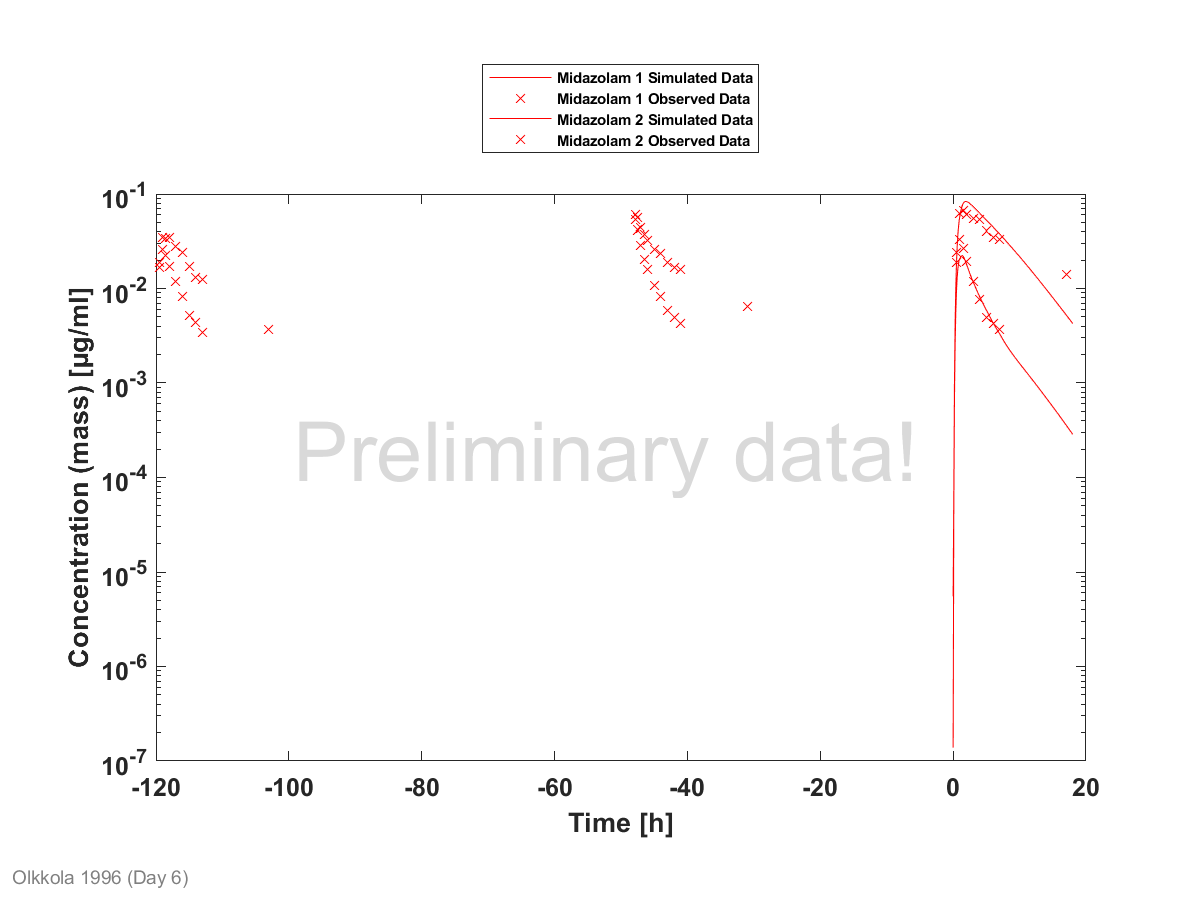 Midazolam 1 Simulated Data
Midazolam 1 Observed Data
Midazolam 2 Simulated Data
Midazolam 2 Observed Data
10-1
10-2
10-3
10-4
10-5
10-6
10-7
Concentration (mass) [µg/ml]
Preliminary data!
-120 -100 -80 -60 -40 -20 0 20
Time [h]
Olkkola 1996 (Day 6)